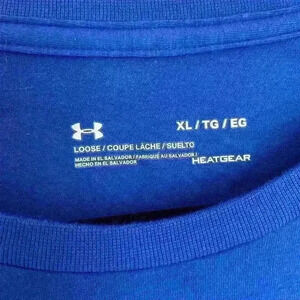 XL / TG / EG
LOOSE / COUPE LÂCHE / SUELTO
MADE IN EL SALVADOR / FABRIQUÉ AU SALVADOR /
HECHO EN EL SALVADOR
HEATGEAR